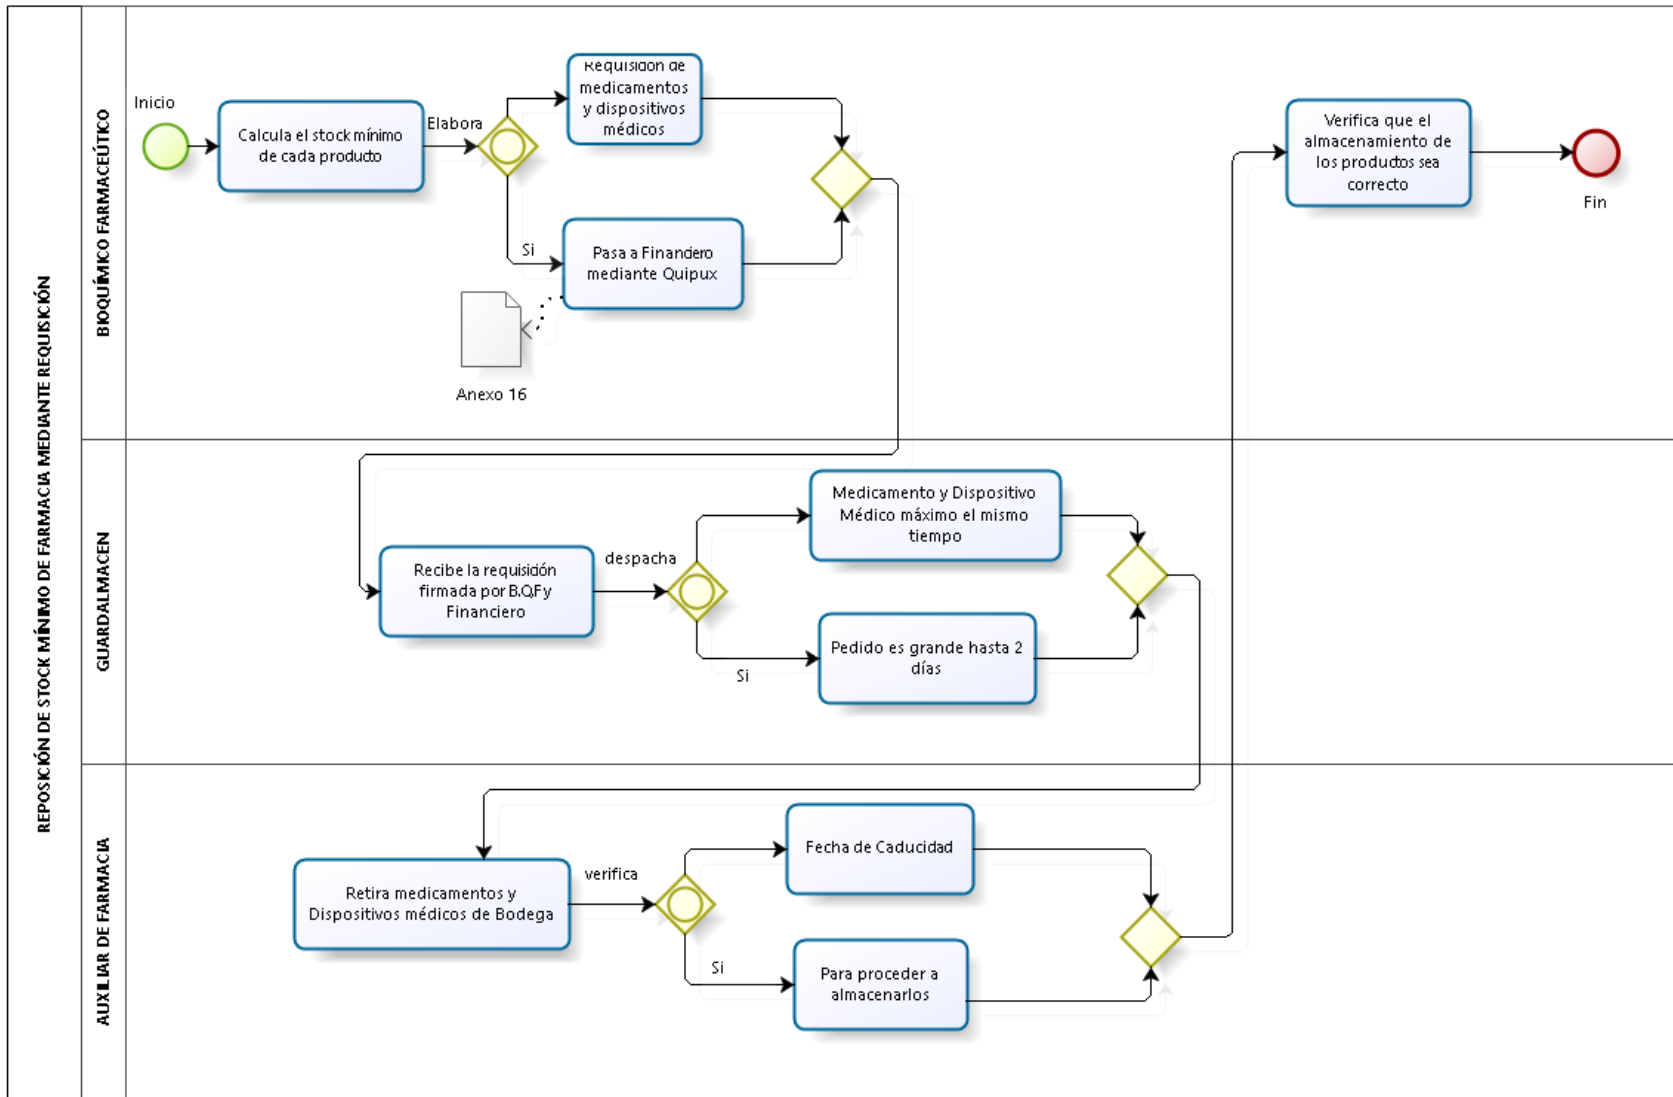 REPOSICIÓN DE STOCK MÍNIMO DE FARMACIA MEDIANTE REQUISICIÓN
BIOQUÍMICO FARMACEÚTICO
Inicio
Calcula el stock mínimo
de cada producto
Elabora
Requisición de
medicamentos
y dispositivos
médicos
Si
Pasa a Financiero
mediante Quipux
Anexo 16
Verifica que el
almacenamiento de
los productos sea
correcto
Fin
GUARDALMACEN
Recibe la requisición
firmada por B.Q.F y
Financiero
despacha
Medicamento y Dispositivo
Médico máximo el mismo
tiempo
Si
Pedido es grande hasta 2
días
AUXILIAR DE FARMACIA
Retira medicamentos y
Dispositivos médicos de Bodega
verifica
Fecha de Caducidad
Si
Para proceder a
almacenarlos